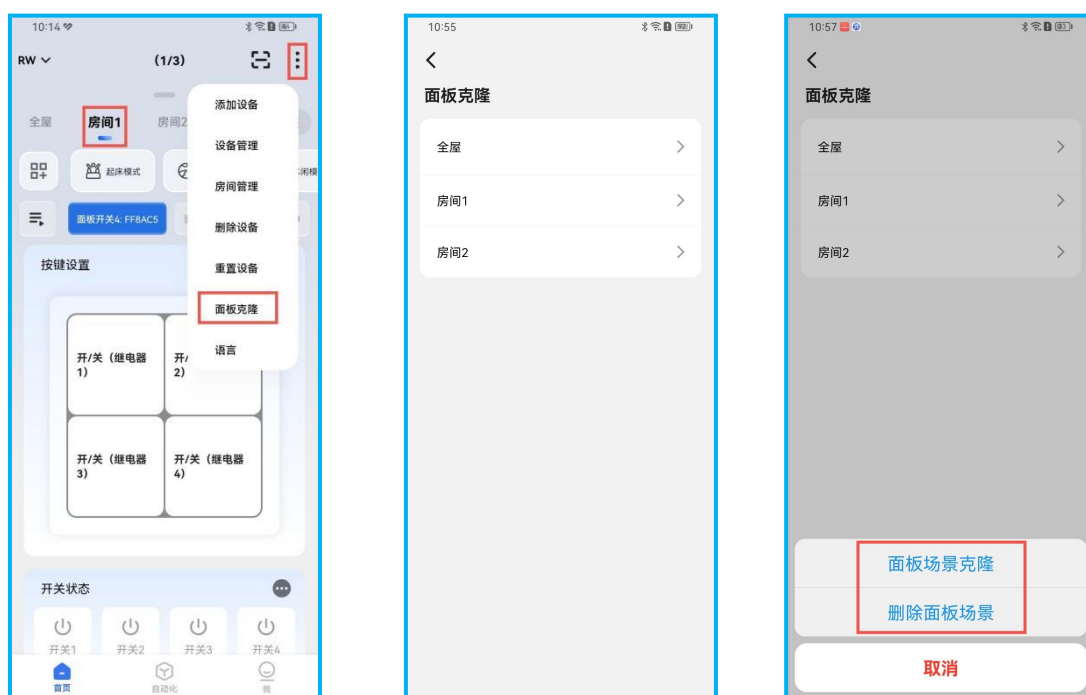 10:14
84
RW
(1/3)
添加设备
全屋
房间1
房间2
设备管理
起床模式
闲模
房间管理
面板开关4: FF8AC5
删除设备
按键设置
重置设备
面板克隆
语言
开/关（继电器
1）
开/
2）
开/关（继电器
3）
开/关（继电器
4）
开关状态
开关1
开关2
开关3
开关4
首页
自动化
我
10:55
92
面板克隆
全屋
房间1
房间2
10:57
面板克隆
全屋
房间1
房间2
面板场景克隆
删除面板场景
取消